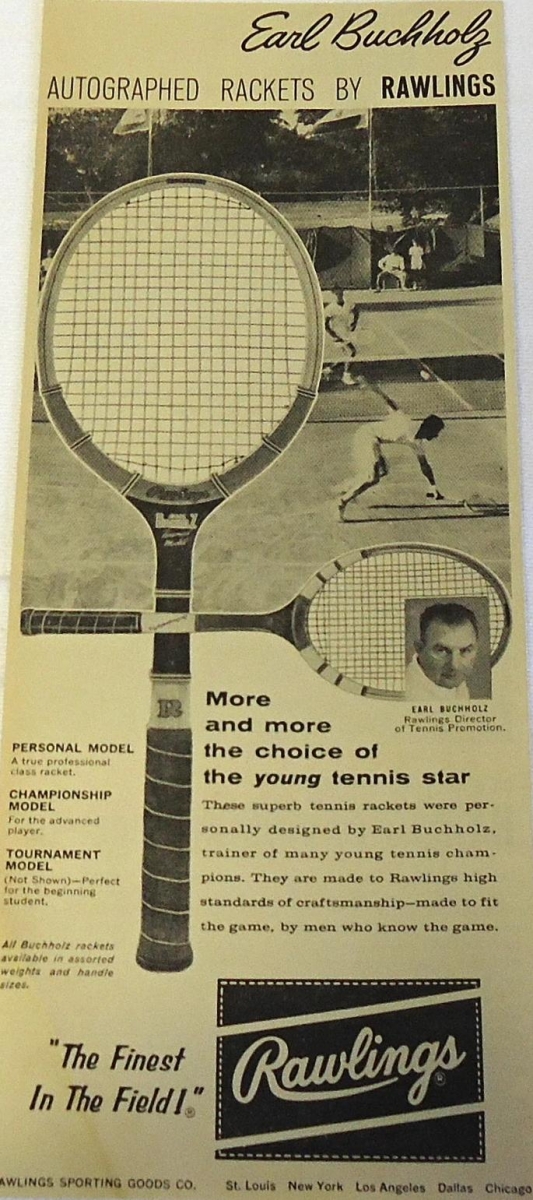 Earl Buchholz
AUTOGRAPHED RACKETS BY RAWLINGS
R
EARL BUCHHOLZ
Rawlings Director
of Tennis Promotion.
More
and more
the choice of
the young tennis star
PERSONAL MODEL
A true professional
class racket.
CHAMPIONSHIP
MODEL
For the advanced
player.
TOURNAMENT
MODEL
(Not Shown)—Perfect
for the beginning
student.
All Buchholz rackets
available in assorted
weights and handle
sizes.
These superb tennis rackets were per-
sonally designed by Earl Buchholz,
trainer of many young tennis cham-
pions. They are made to Rawlings high
standards of craftsmanship—made to fit
the game, by men who know the game.
"The Finest
In The Field!"®
Rawlings®
AWLINGS SPORTING GOODS CO. St. Louis New York Los Angeles Dallas Chicago